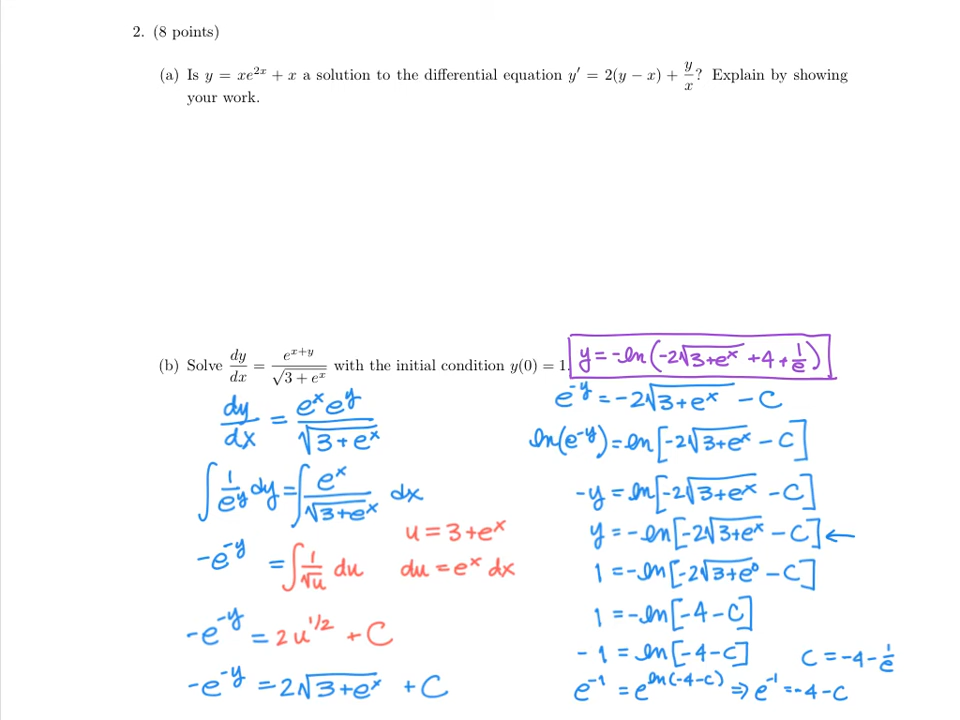 2. (8 points)
(a) Is y = xe^{2x} + x a solution to the differential equation y′ = 2(y − x) + y/x? Explain by showing
your work.
(b) Solve dy/dx = e^{x+y}/√(3 + e^x) with the initial condition y(0) = 1.
y = -ln(-2√(3+e^x) + 4 + 1/e)
dy/dx = e^x e^y/√(3+e^x)
∫ 1/e^y dy = ∫ e^x/√(3+e^x) dx
u = 3 + e^x
-e^{-y} = ∫ 1/√u du
du = e^x dx
-e^{-y} = 2u^{1/2} + C
-e^{-y} = 2√(3+e^x) + C
e^{-y} = -2√(3+e^x) - C
ln(e^{-y}) = ln[-2√(3+e^x) - C]
-y = ln[-2√(3+e^x) - C]
y = -ln[-2√(3+e^x) - C] ←
1 = -ln[-2√(3+e^0) - C]
1 = -ln[-4-C]
-1 = ln[-4-C]
C = -4 - 1/e
e^{-1} = e^{ln(-4-C)} ⇒ e^{-1} = -4-C